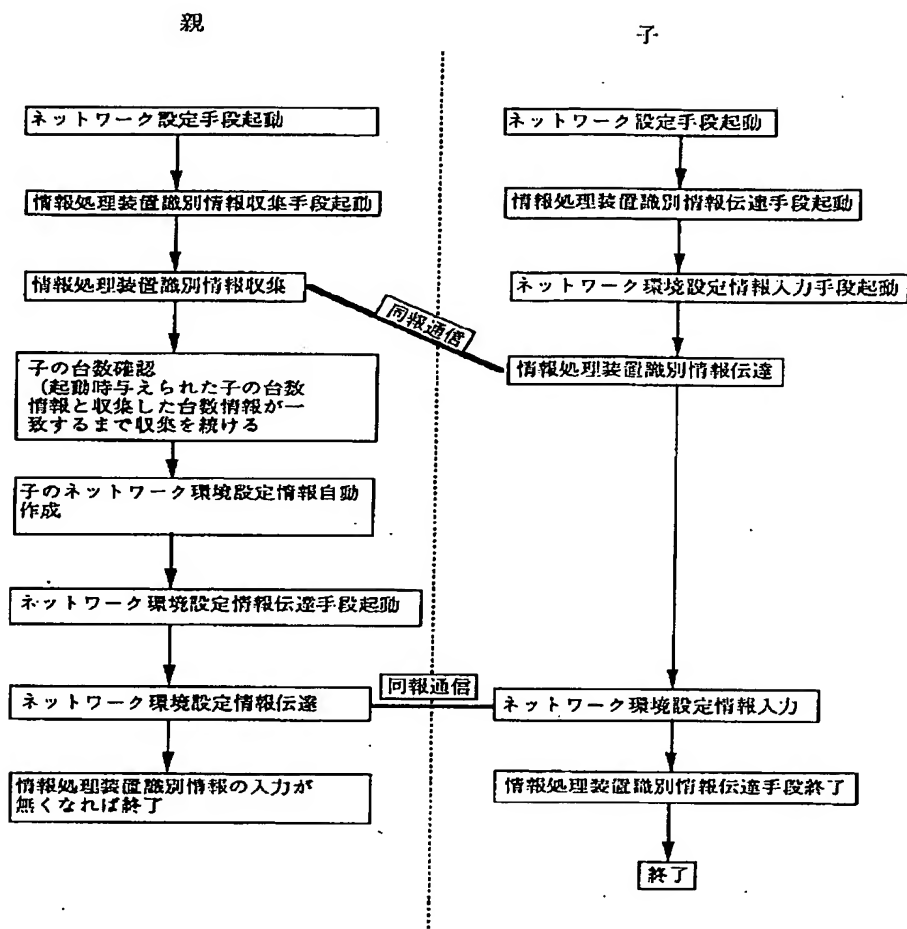 親
ネットワーク設定手段起動
情報処理装置識別情報収集手段起動
情報処理装置識別情報収集
子の台数確認
(起動時与えられた子の台数
情報と収集した台数情報が一
致するまで収集を続ける
子のネットワーク環境設定情報自動
作成
ネットワーク環境設定情報伝達手段起動
ネットワーク環境設定情報伝達
情報処理装置識別情報の入力が
無くなれば終了
同報通信
同報通信
子
ネットワーク設定手段起動
情報処理装置識別情報伝達手段起動
ネットワーク環境設定情報入力手段起動
情報処理装置識別情報伝達
ネットワーク環境設定情報入力
情報処理装置識別情報伝達手段終了
終了